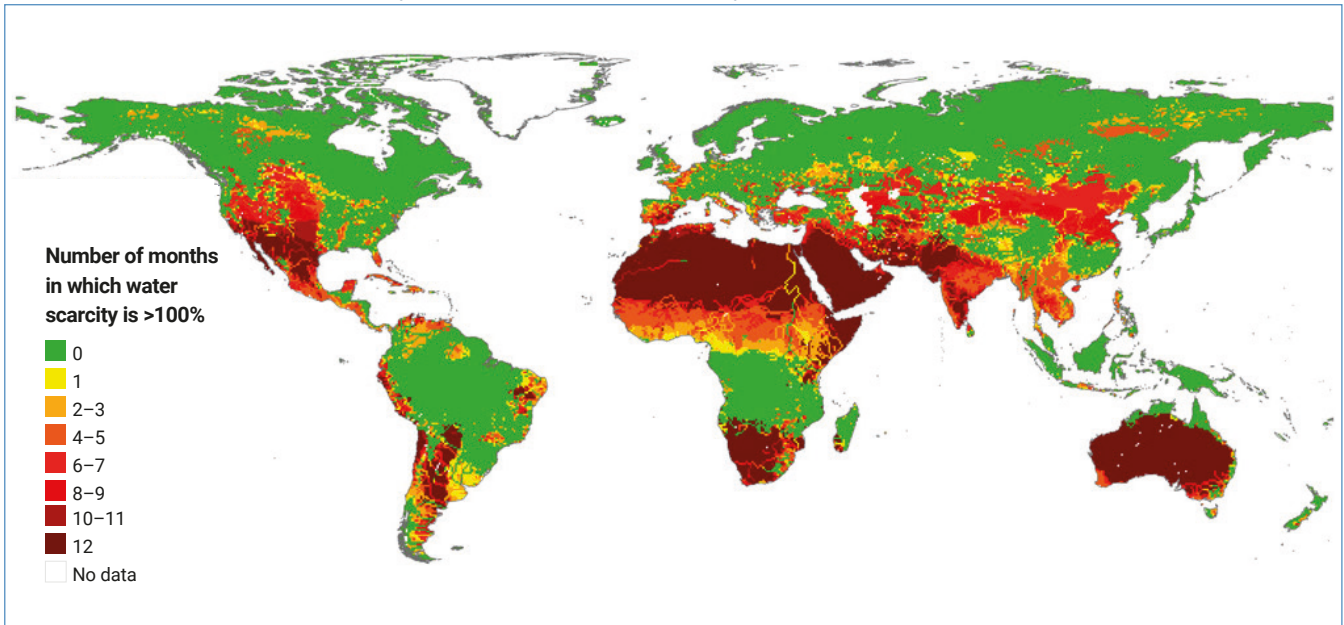 Number of months
in which water
scarcity is >100%
0
1
2–3
4–5
6–7
8–9
10–11
12
No data